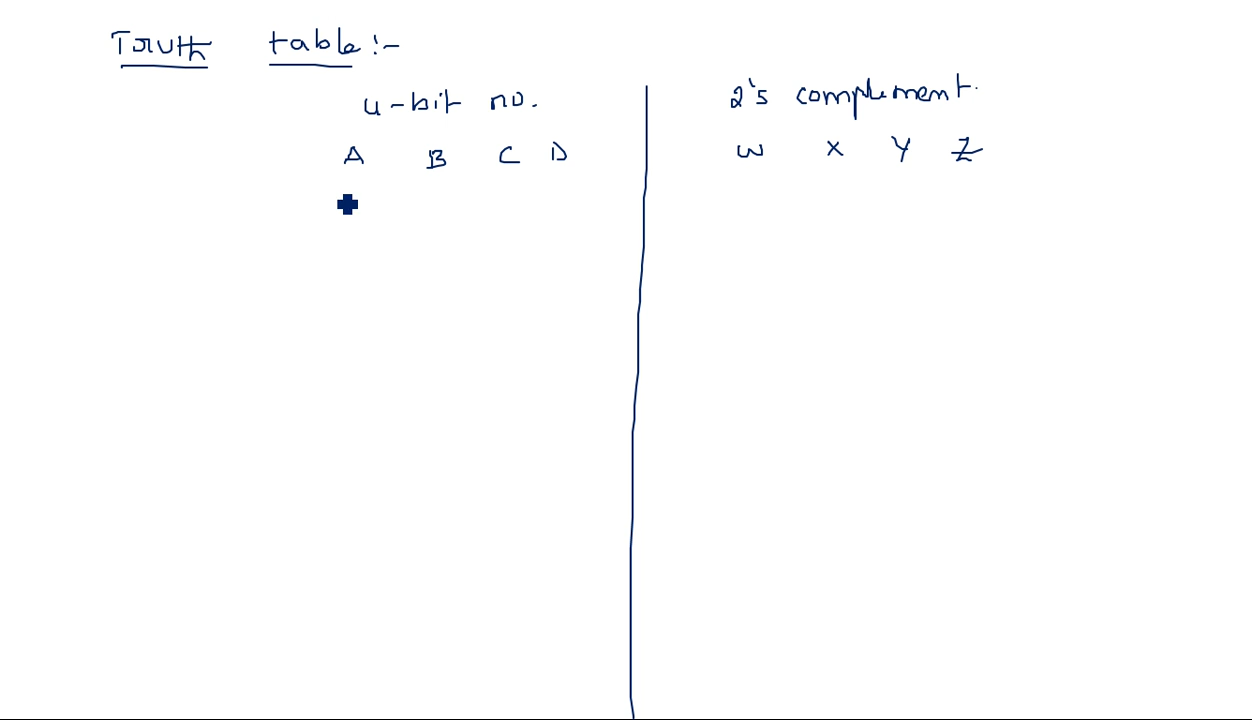 Truth table :-
4-bit no.
2's complement.
A B C D
W X Y Z